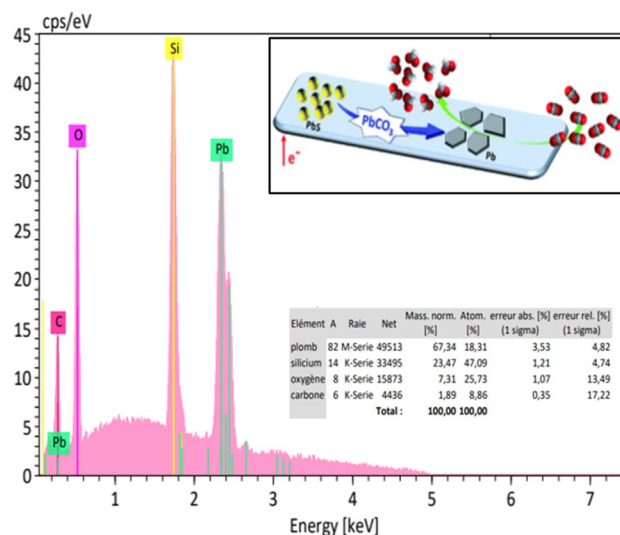 cps/eV
45
40
35
30
25
20
15
10
5
0
Si
O
Pb
C
Pb
PbS
PbCO3
Pb
e⁻
Elément A Raie Net Mass. norm. [%] Atom. [%] erreur abs. [%] (1 sigma) erreur rel. [%] (1 sigma)
plomb 82 M-Serie 49513 67,34 18,31 3,53 4,82
silicium 14 K-Serie 33495 23,47 47,09 1,21 4,74
oxygène 8 K-Serie 15873 7,31 25,73 1,07 13,49
carbone 6 K-Serie 4436 1,89 8,86 0,35 17,22
Total : 100,00 100,00
1 2 3 4 5 6 7
Energy [keV]